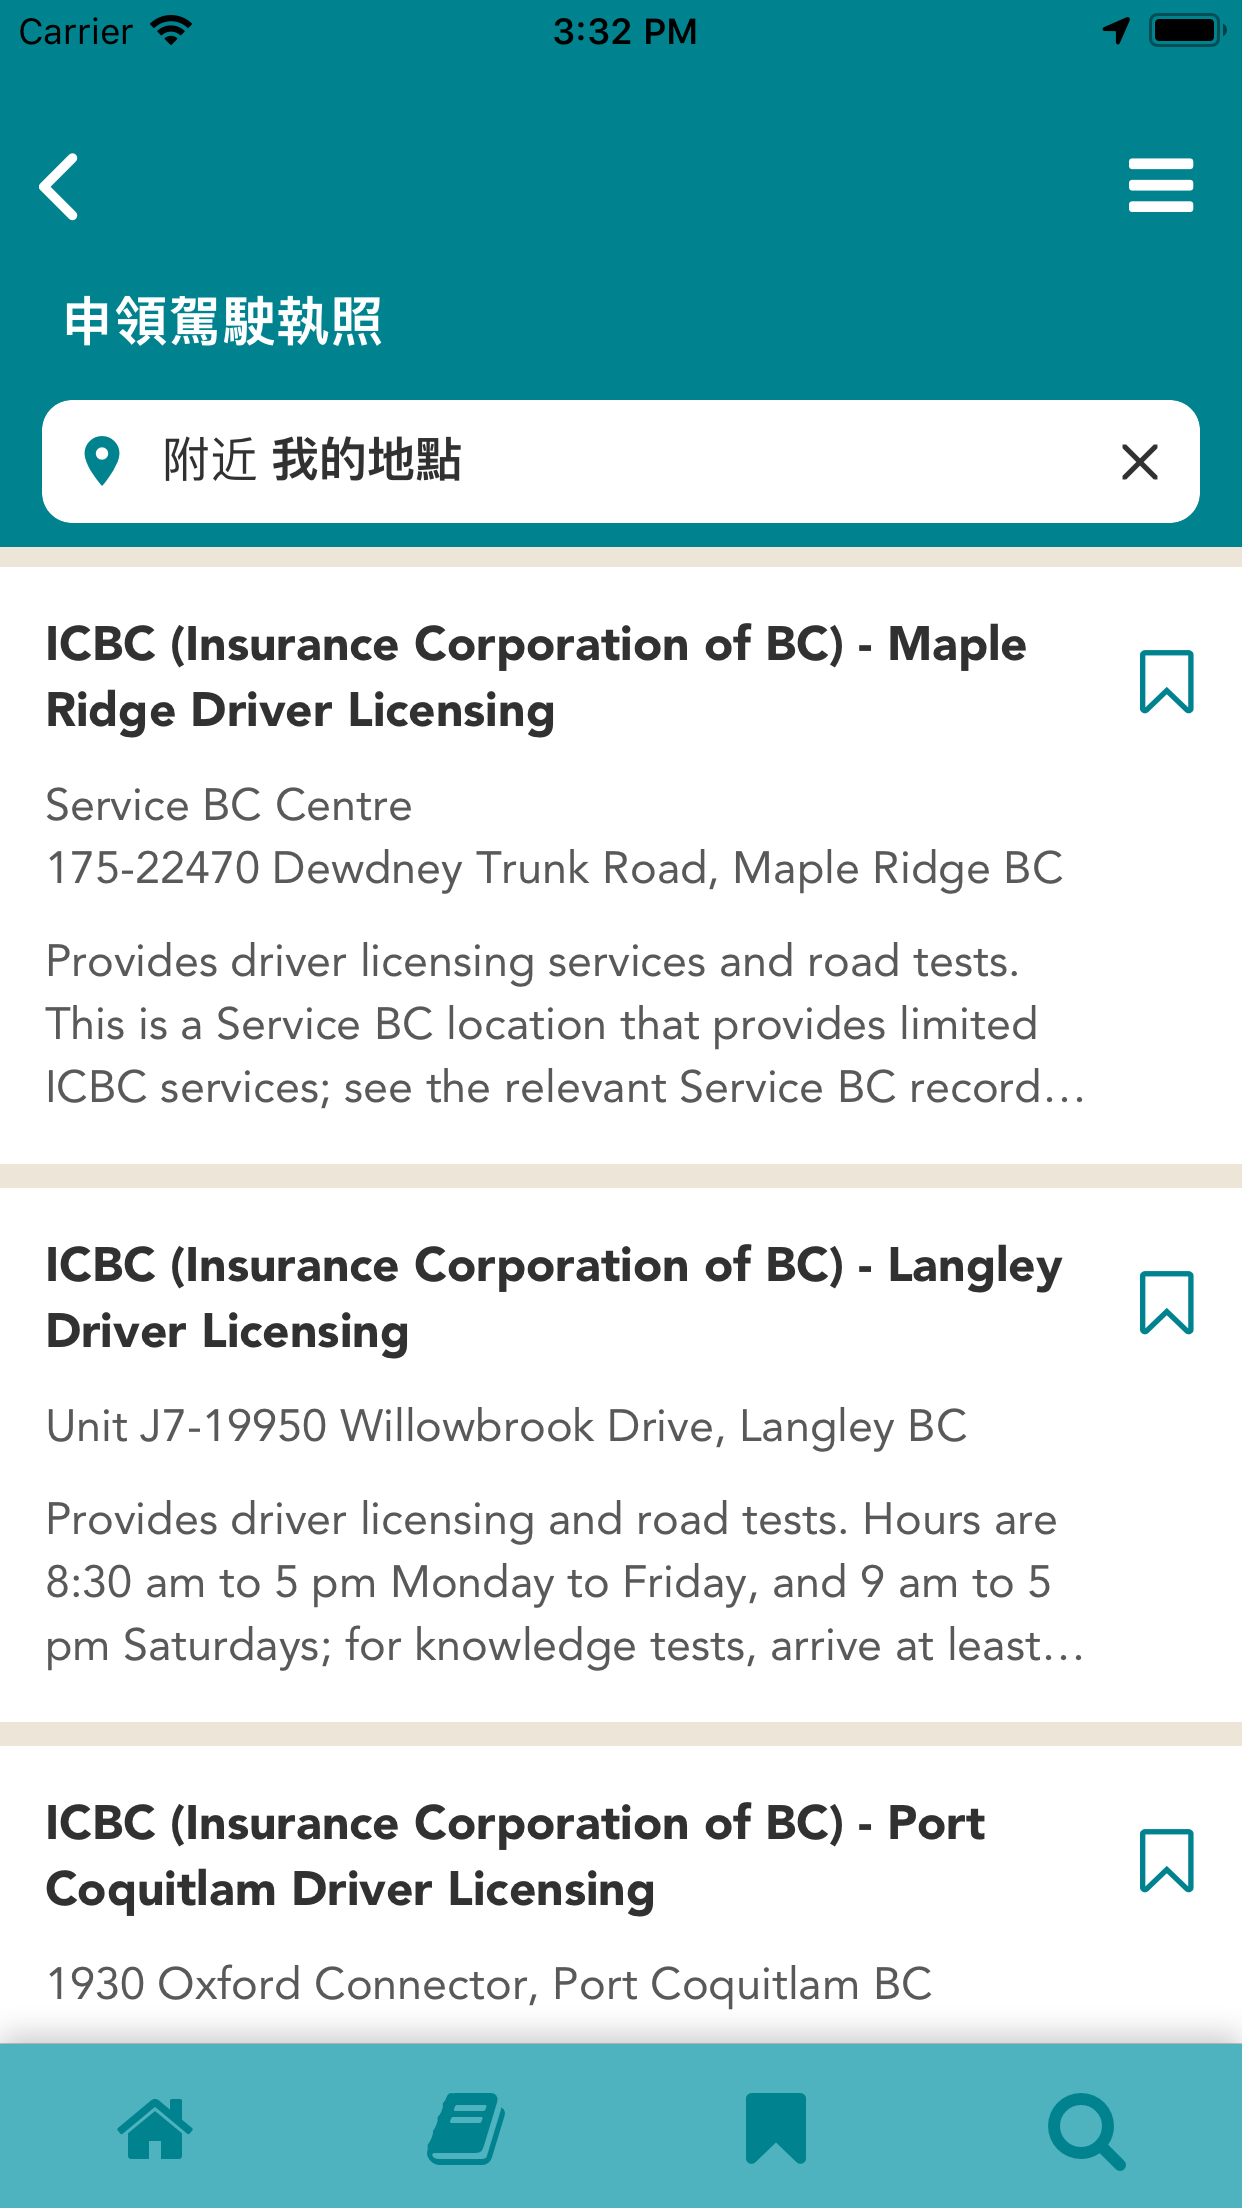 Carrier 3:32 PM
申領駕駛執照
附近 我的地點
ICBC (Insurance Corporation of BC) - Maple
Ridge Driver Licensing
Service BC Centre
175-22470 Dewdney Trunk Road, Maple Ridge BC
Provides driver licensing services and road tests.
This is a Service BC location that provides limited
ICBC services; see the relevant Service BC record…
ICBC (Insurance Corporation of BC) - Langley
Driver Licensing
Unit J7-19950 Willowbrook Drive, Langley BC
Provides driver licensing and road tests. Hours are
8:30 am to 5 pm Monday to Friday, and 9 am to 5
pm Saturdays; for knowledge tests, arrive at least…
ICBC (Insurance Corporation of BC) - Port
Coquitlam Driver Licensing
1930 Oxford Connector, Port Coquitlam BC